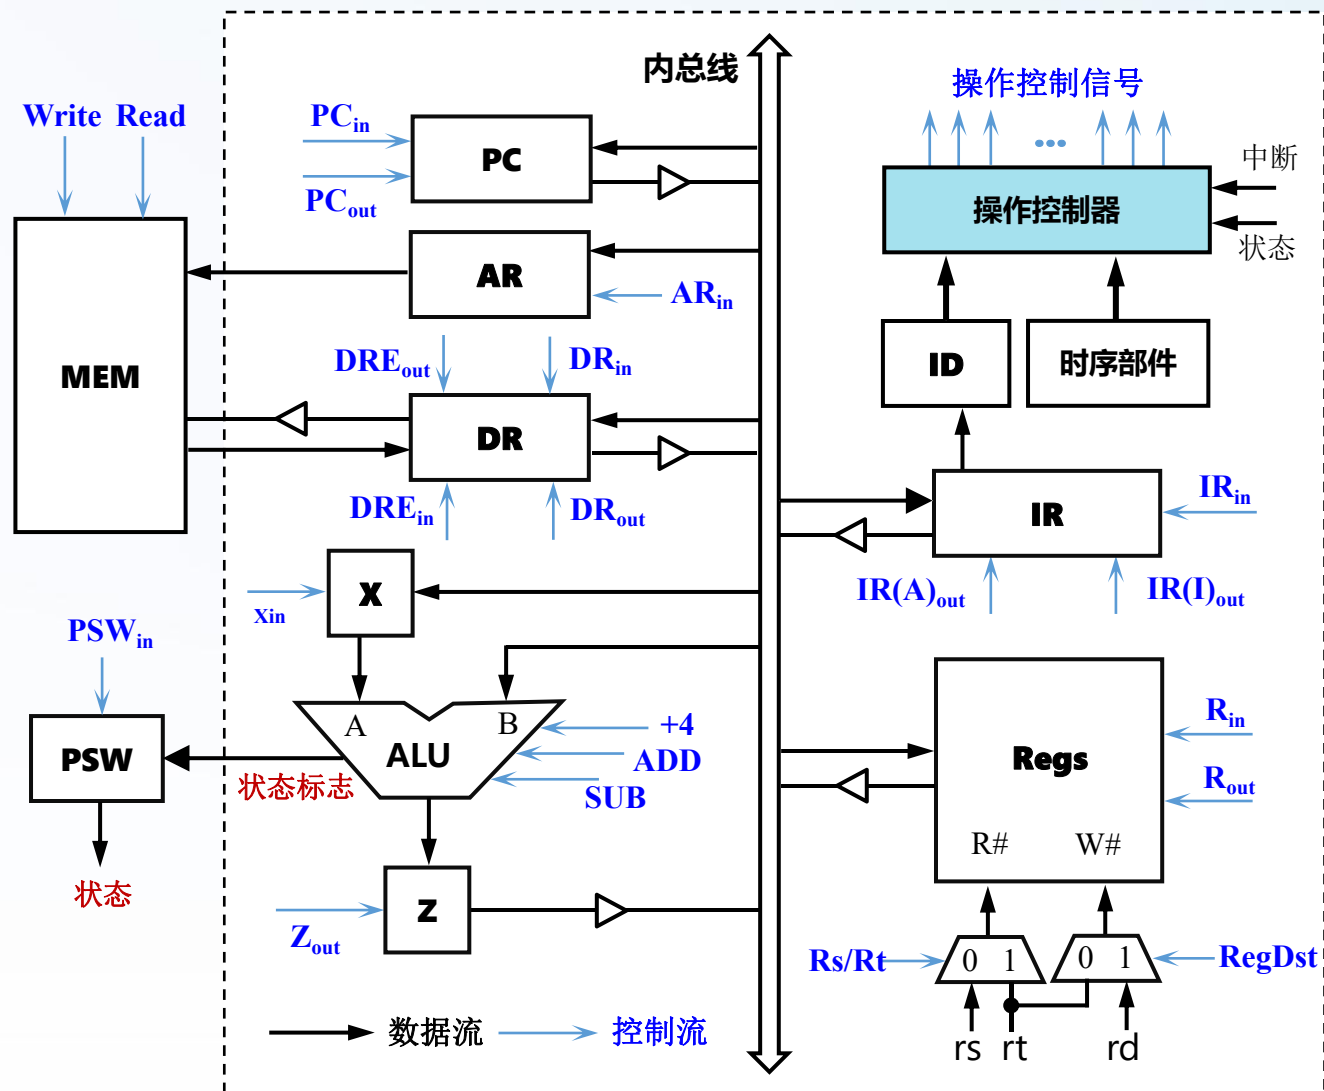 内总线
操作控制信号
Write Read
PCin
PC
PCout
...
中断
操作控制器
状态
AR
ARin
MEM
DREout
DRin
DR
DREin
DRout
ID
时序部件
IR
IRin
IR(A)out
IR(I)out
X
Xin
PSWin
PSW
状态标志
状态
A
B
ALU
+4
ADD
SUB
Z
Zout
Regs
Rin
Rout
R#
W#
Rs/Rt
0 1
0 1
RegDst
rs rt rd
数据流
控制流